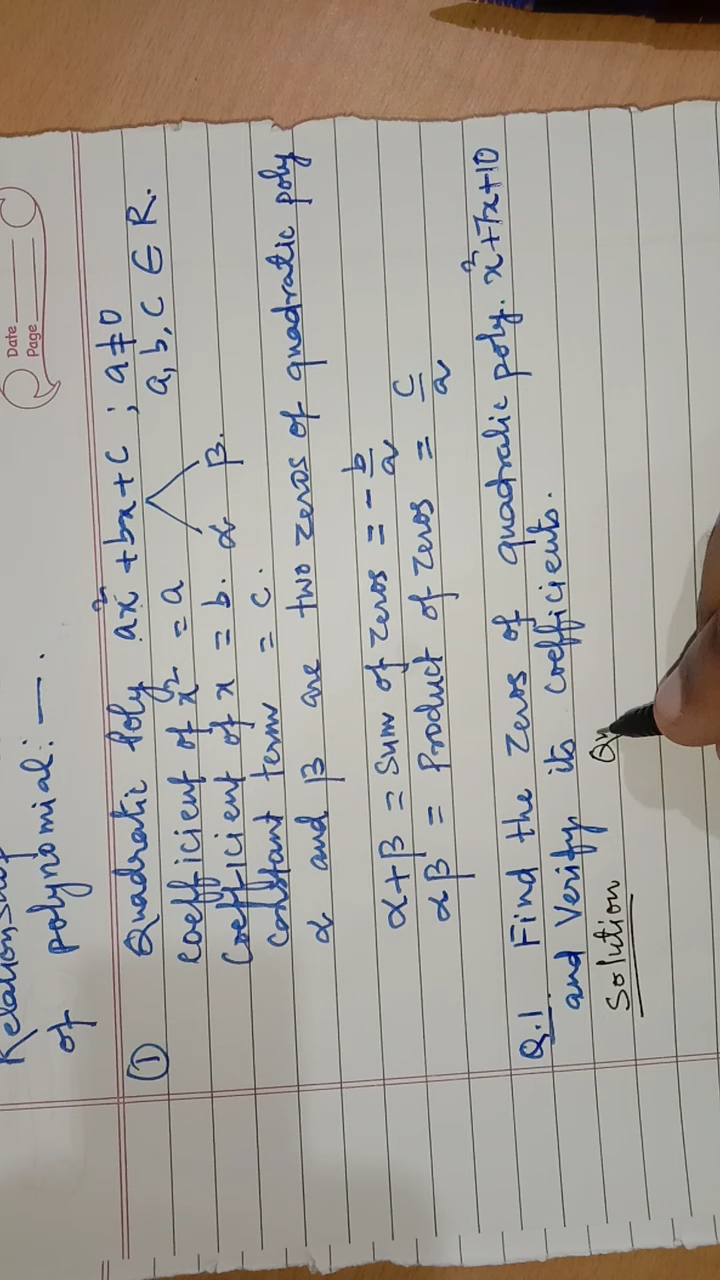 Date
Page
of polynomial: —.
① Quadratic Poly ax² + bx + c ; a ≠ 0
a, b, c ∈ R.
coefficient of x² = a
coefficient of x = b. α β.
constant term = c.
α and β are two zeros of quadratic poly
α + β = Sum of zeros = - b/a
αβ = Product of zeros = c/a
Q.1 Find the zeros of quadratic poly. x²+7x+10
and Verify its coefficients.
Solution